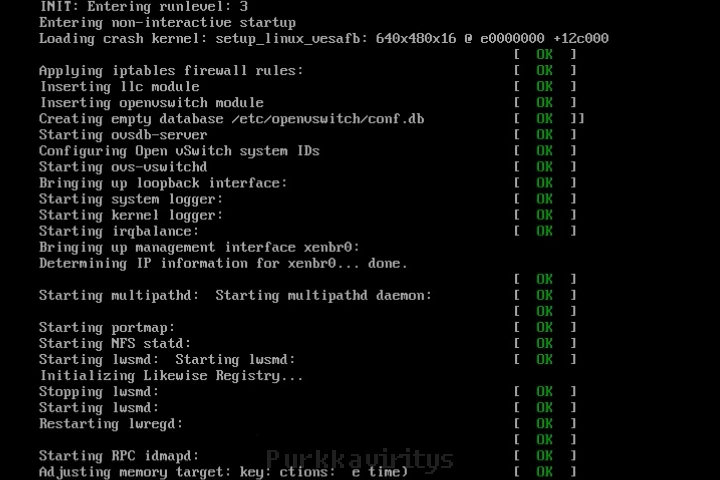 INIT: Entering runlevel: 3
Entering non-interactive startup
Loading crash kernel: setup_linux_vesafb: 640x480x16 @ e0000000 +12c000
[  OK  ]
Applying iptables firewall rules: [  OK  ]
Inserting llc module [  OK  ]
Inserting openvswitch module [  OK  ]
Creating empty database /etc/openvswitch/conf.db [  OK  ]]
Starting ovsdb-server [  OK  ]
Configuring Open vSwitch system IDs [  OK  ]
Starting ovs-vswitchd [  OK  ]
Bringing up loopback interface: [  OK  ]
Starting system logger: [  OK  ]
Starting kernel logger: [  OK  ]
Starting irqbalance: [  OK  ]
Bringing up management interface xenbr0:
Determining IP information for xenbr0... done.
[  OK  ]
Starting multipathd:  Starting multipathd daemon: [  OK  ]
[  OK  ]
Starting portmap: [  OK  ]
Starting NFS statd: [  OK  ]
Starting lwsmd:  Starting lwsmd: [  OK  ]
Initializing Likewise Registry...
Stopping lwsmd: [  OK  ]
Starting lwsmd: [  OK  ]
Restarting lwregd: [  OK  ]
[  OK  ]
Starting RPC idmapd: [  OK  ]
Purkkaviritys
Adjusting memory target: key: ctions:  e time) [  OK  ]